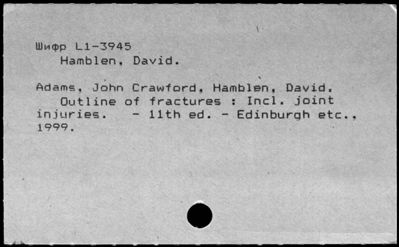 Шифр L1-3945
Hamblen, David.
Adams, John Crawford, Hamblen, David.
Outline of fractures : Incl. joint
injuries. - 11th ed. - Edinburgh etc.,
1999.